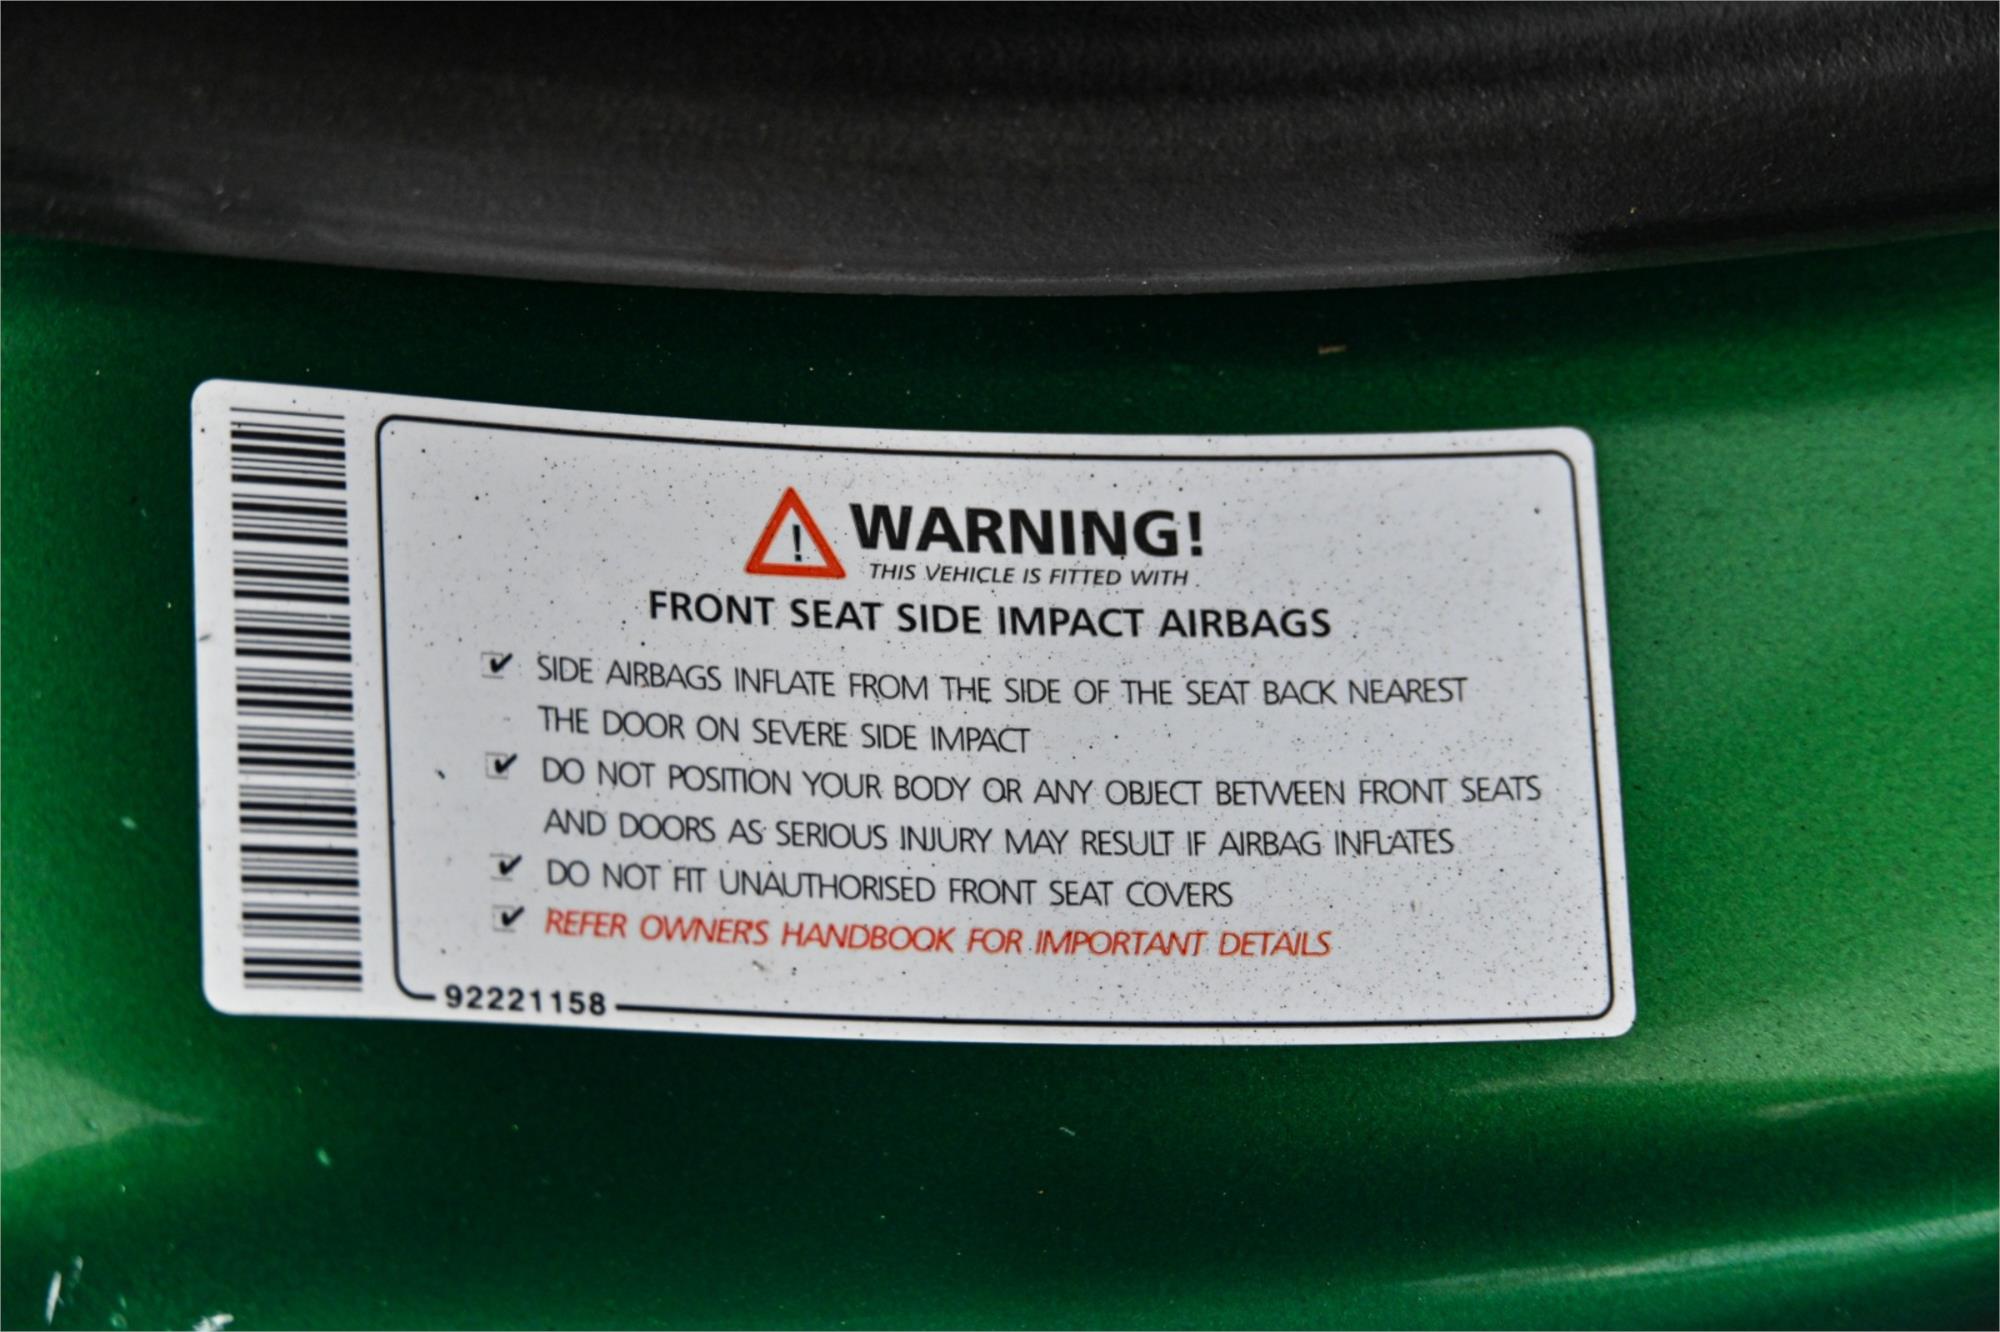 WARNING!
THIS VEHICLE IS FITTED WITH
FRONT SEAT SIDE IMPACT AIRBAGS
SIDE AIRBAGS INFLATE FROM THE SIDE OF THE SEAT BACK NEAREST
THE DOOR ON SEVERE SIDE IMPACT
DO NOT POSITION YOUR BODY OR ANY OBJECT BETWEEN FRONT SEATS
AND DOORS AS SERIOUS INJURY MAY RESULT IF AIRBAG INFLATES
DO NOT FIT UNAUTHORISED FRONT SEAT COVERS
REFER OWNER'S HANDBOOK FOR IMPORTANT DETAILS
92221158